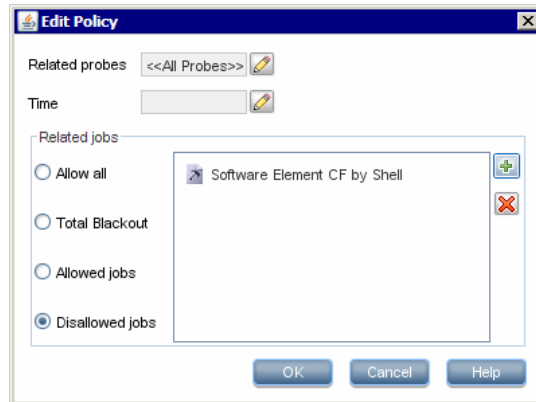 Edit Policy
Related probes <<All Probes>>
Time
Related jobs
Allow all
Software Element CF by Shell
Total Blackout
Allowed jobs
Disallowed jobs
OK Cancel Help